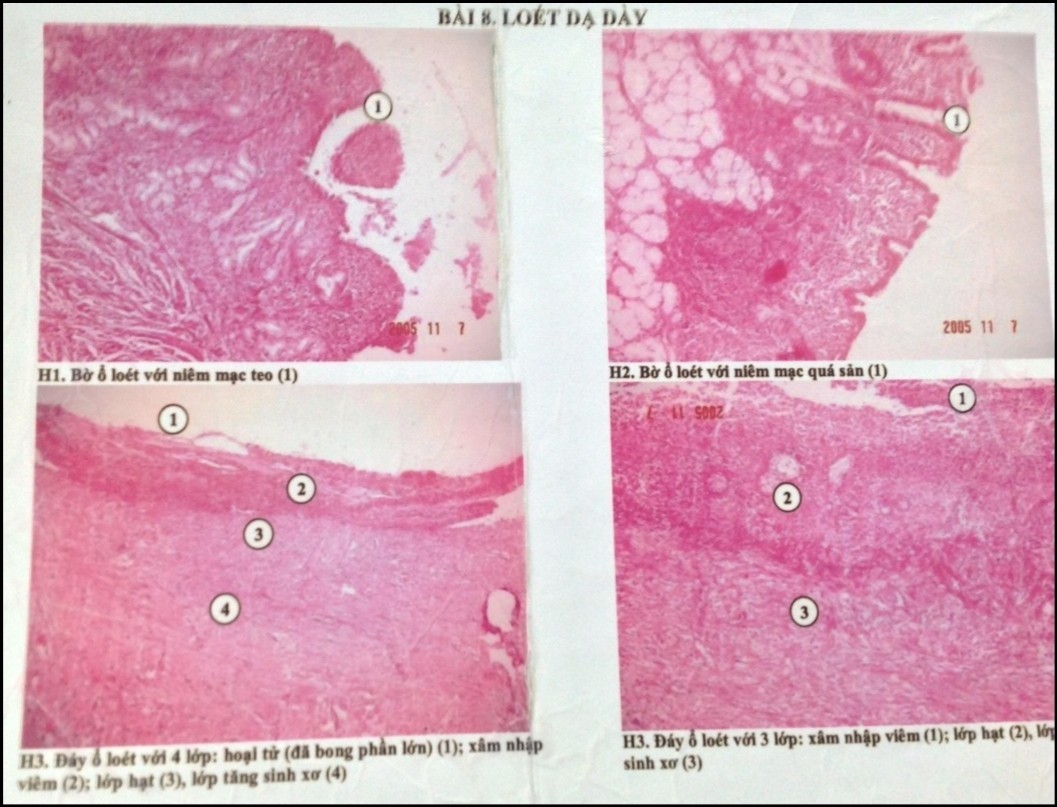 BÀI 8. LOÉT DẠ DÀY
1
2005 11 7
H1. Bờ ổ loét với niêm mạc teo (1)
1
2005 11 7
H2. Bờ ổ loét với niêm mạc quá sản (1)
1
2
3
4
H3. Đáy ổ loét với 4 lớp: hoại tử (đã bong phần lớn) (1); xâm nhập
viêm (2); lớp hạt (3), lớp tăng sinh xơ (4)
2005 11 7
1
2
3
H3. Đáy ổ loét với 3 lớp: xâm nhập viêm (1); lớp hạt (2), lớp
sinh xơ (3)